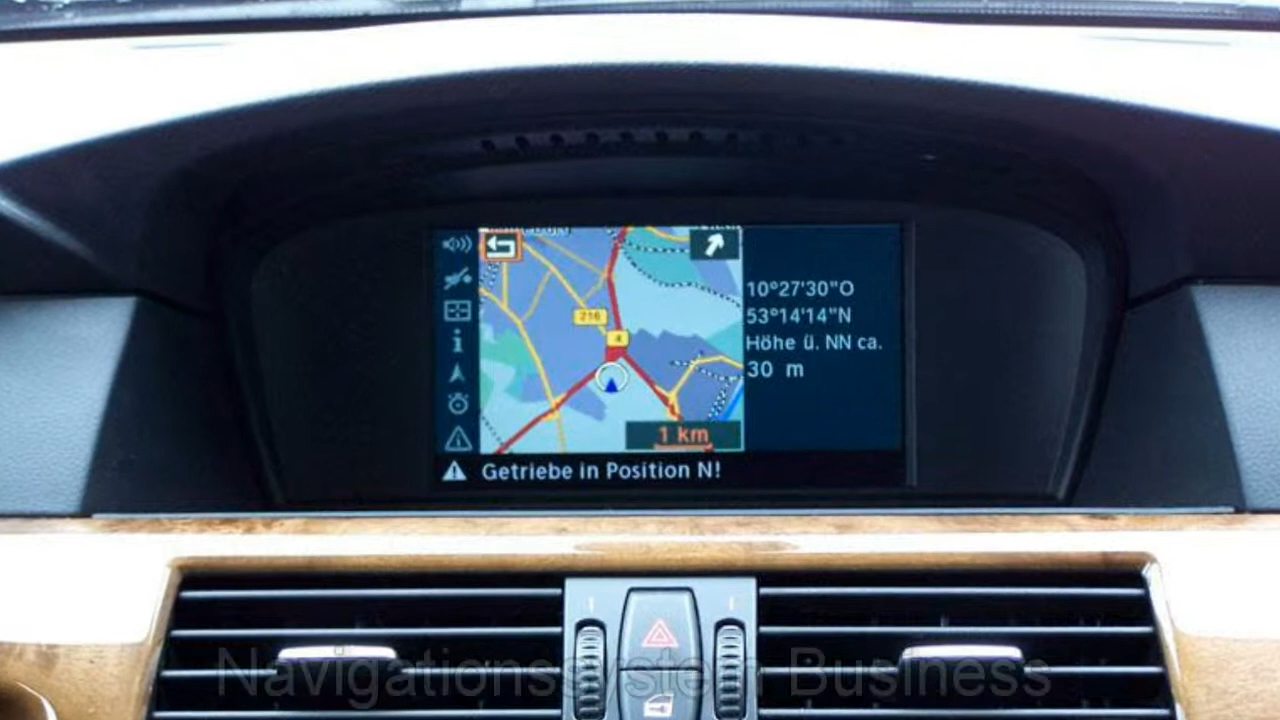 216
4
10°27'30"O
53°14'14"N
Höhe ü. NN ca.
30 m
1 km
Getriebe in Position N!
Navigationssystem Business